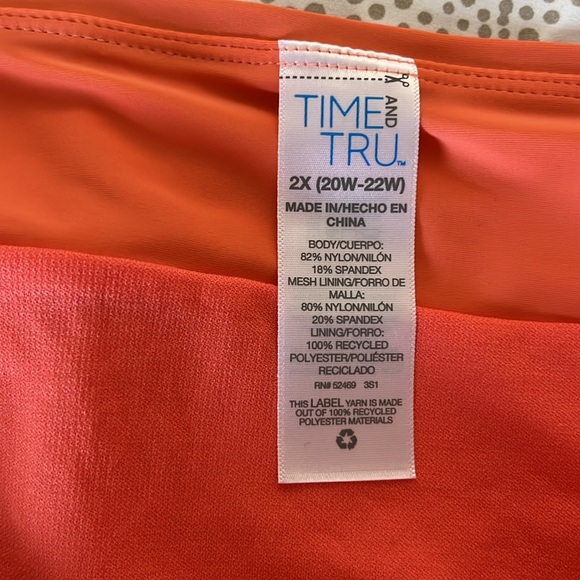 TIME AND
TRU™
2X (20W-22W)
MADE IN/HECHO EN
CHINA
BODY/CUERPO:
82% NYLON/NILÓN
18% SPANDEX
MESH LINING/FORRO DE
MALLA:
80% NYLON/NILÓN
20% SPANDEX
LINING/FORRO:
100% RECYCLED
POLYESTER/POLIÉSTER
RECICLADO
RN# 52469 3S1
THIS LABEL YARN IS MADE
OUT OF 100% RECYCLED
POLYESTER MATERIALS